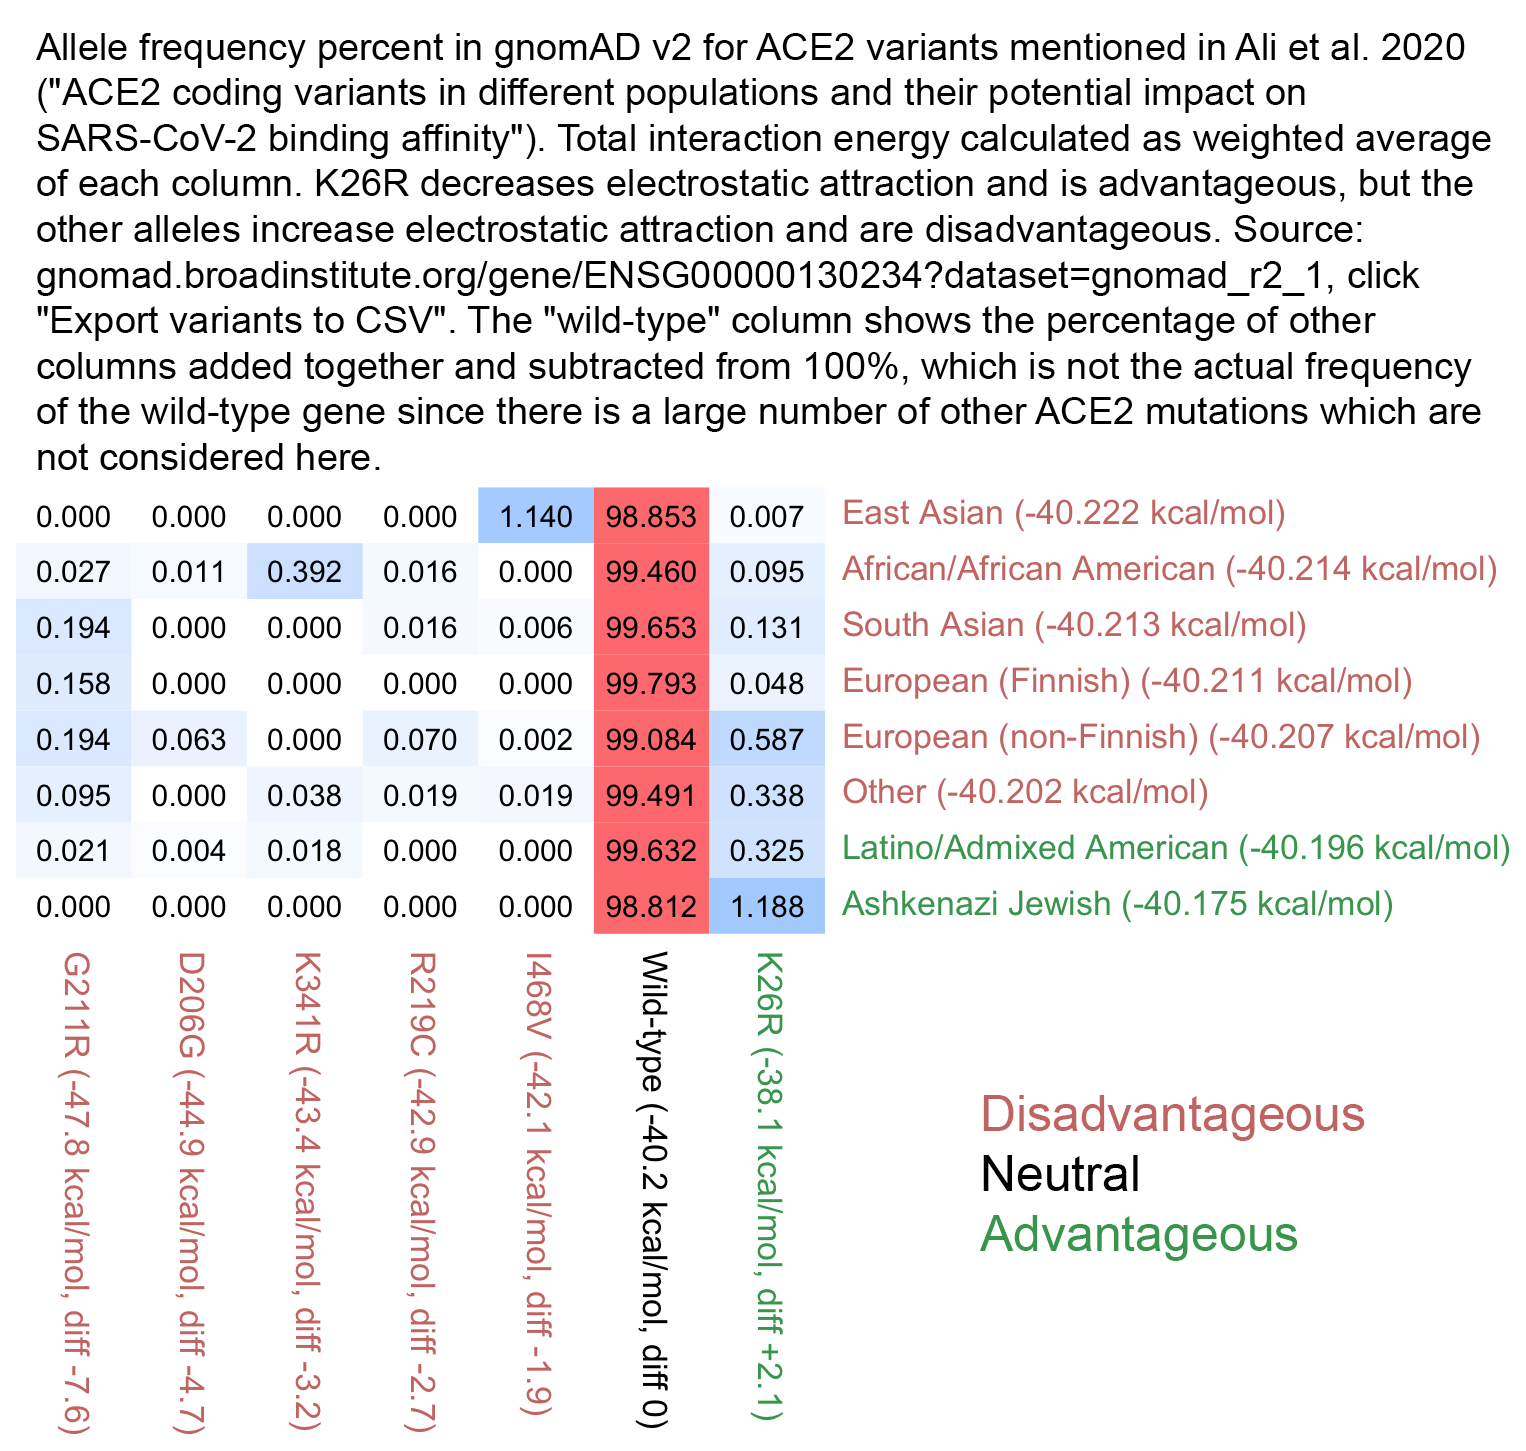 Allele frequency percent in gnomAD v2 for ACE2 variants mentioned in Ali et al. 2020
("ACE2 coding variants in different populations and their potential impact on
SARS-CoV-2 binding affinity"). Total interaction energy calculated as weighted average
of each column. K26R decreases electrostatic attraction and is advantageous, but the
other alleles increase electrostatic attraction and are disadvantageous. Source:
gnomad.broadinstitute.org/gene/ENSG00000130234?dataset=gnomad_r2_1, click
"Export variants to CSV". The "wild-type" column shows the percentage of other
columns added together and subtracted from 100%, which is not the actual frequency
of the wild-type gene since there is a large number of other ACE2 mutations which are
not considered here.
0.000 0.000 0.000 0.000 1.140 98.853 0.007 East Asian (-40.222 kcal/mol)
0.027 0.011 0.392 0.016 0.000 99.460 0.095 African/African American (-40.214 kcal/mol)
0.194 0.000 0.000 0.016 0.006 99.653 0.131 South Asian (-40.213 kcal/mol)
0.158 0.000 0.000 0.000 0.000 99.793 0.048 European (Finnish) (-40.211 kcal/mol)
0.194 0.063 0.000 0.070 0.002 99.084 0.587 European (non-Finnish) (-40.207 kcal/mol)
0.095 0.000 0.038 0.019 0.019 99.491 0.338 Other (-40.202 kcal/mol)
0.021 0.004 0.018 0.000 0.000 99.632 0.325 Latino/Admixed American (-40.196 kcal/mol)
0.000 0.000 0.000 0.000 0.000 98.812 1.188 Ashkenazi Jewish (-40.175 kcal/mol)
G211R (-47.8 kcal/mol, diff -7.6)
D206G (-44.9 kcal/mol, diff -4.7)
K341R (-43.4 kcal/mol, diff -3.2)
R219C (-42.9 kcal/mol, diff -2.7)
I468V (-42.1 kcal/mol, diff -1.9)
Wild-type (-40.2 kcal/mol, diff 0)
K26R (-38.1 kcal/mol, diff +2.1)
Disadvantageous
Neutral
Advantageous